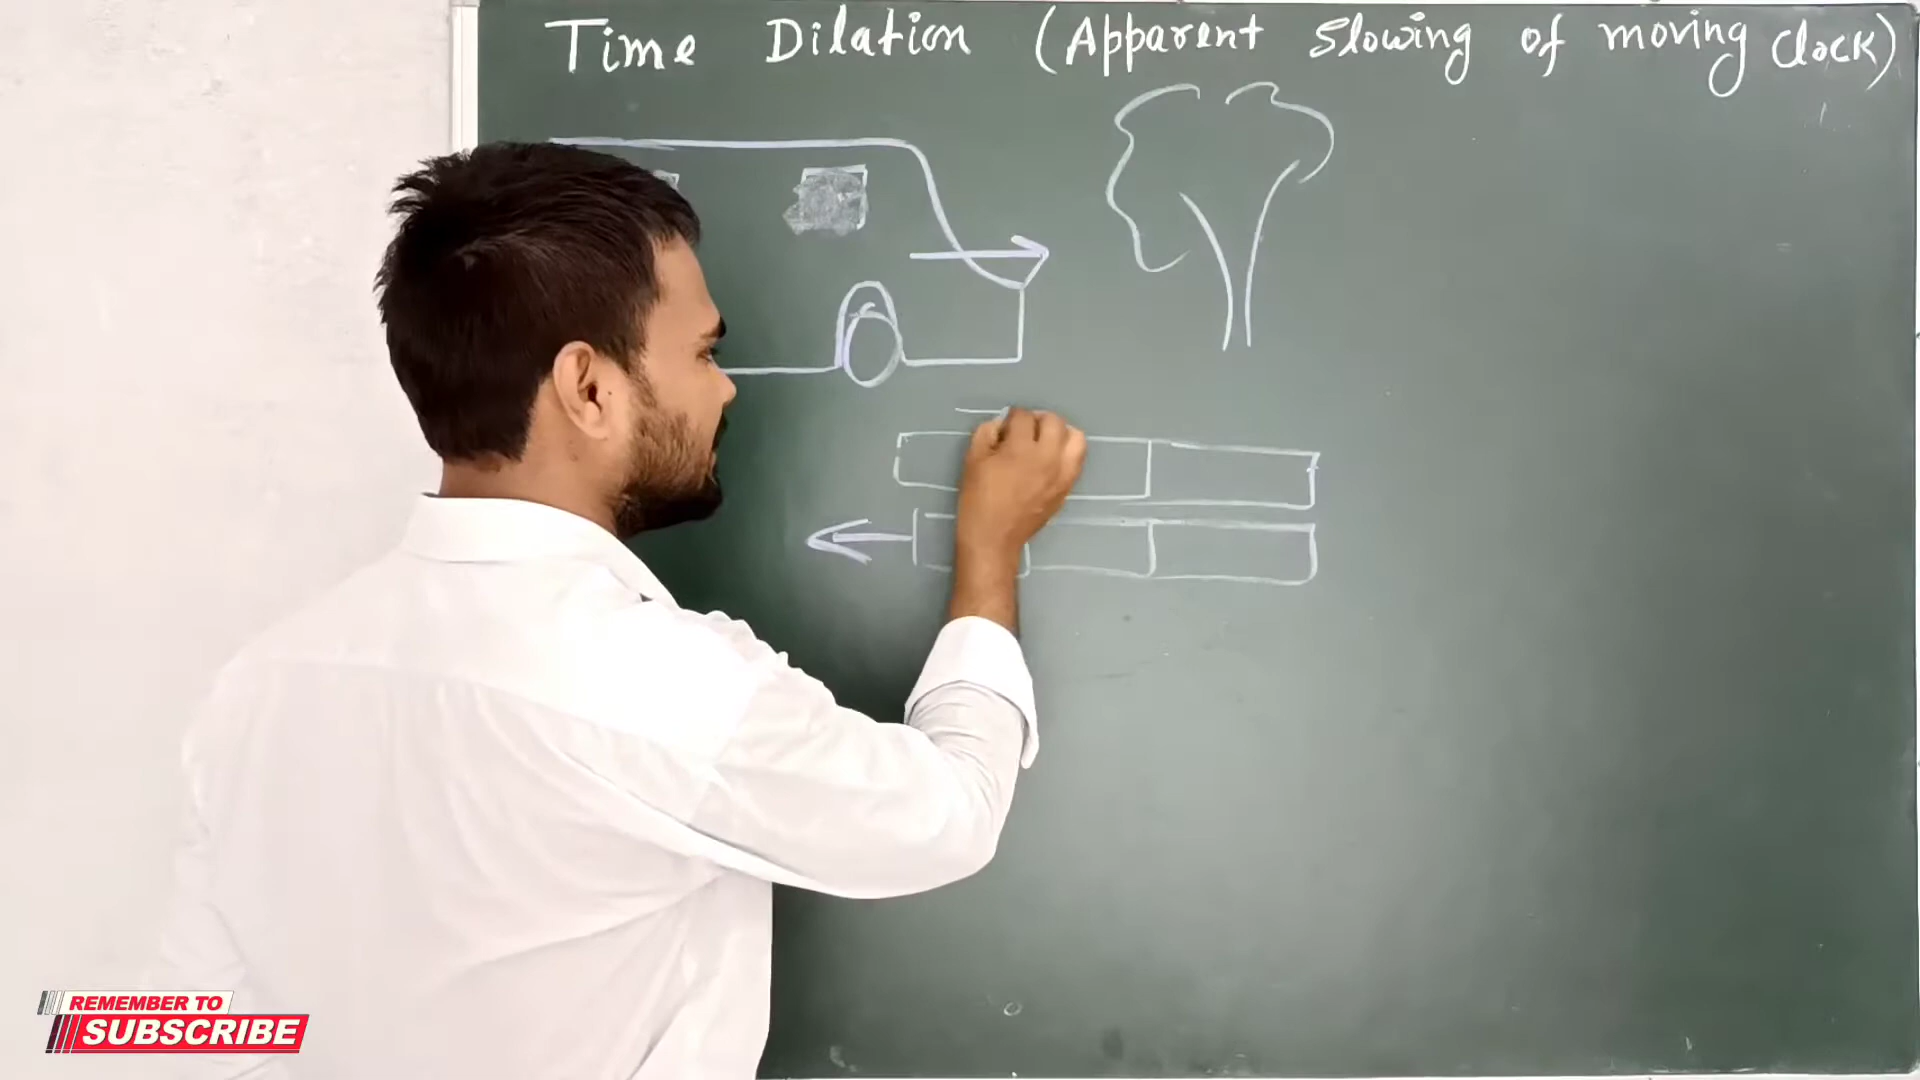 Time Dilation (Apparent Slowing of moving Clock)
REMEMBER TO
SUBSCRIBE